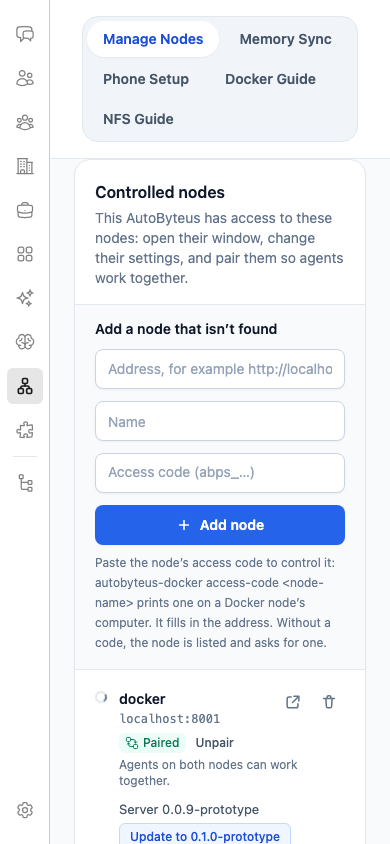 Manage Nodes
Memory Sync
Phone Setup
Docker Guide
NFS Guide
Controlled nodes
This AutoByteus has access to these
nodes: open their window, change
their settings, and pair them so agents
work together.
Add a node that isn’t found
Address, for example http://localho
Name
Access code (abps_…)
+ Add node
Paste the node’s access code to control it:
autobyteus-docker access-code <node-
name> prints one on a Docker node’s
computer. It fills in the address. Without a
code, the node is listed and asks for one.
docker
localhost:8001
Paired Unpair
Agents on both nodes can work
together.
Server 0.0.9-prototype
Update to 0.1.0-prototype